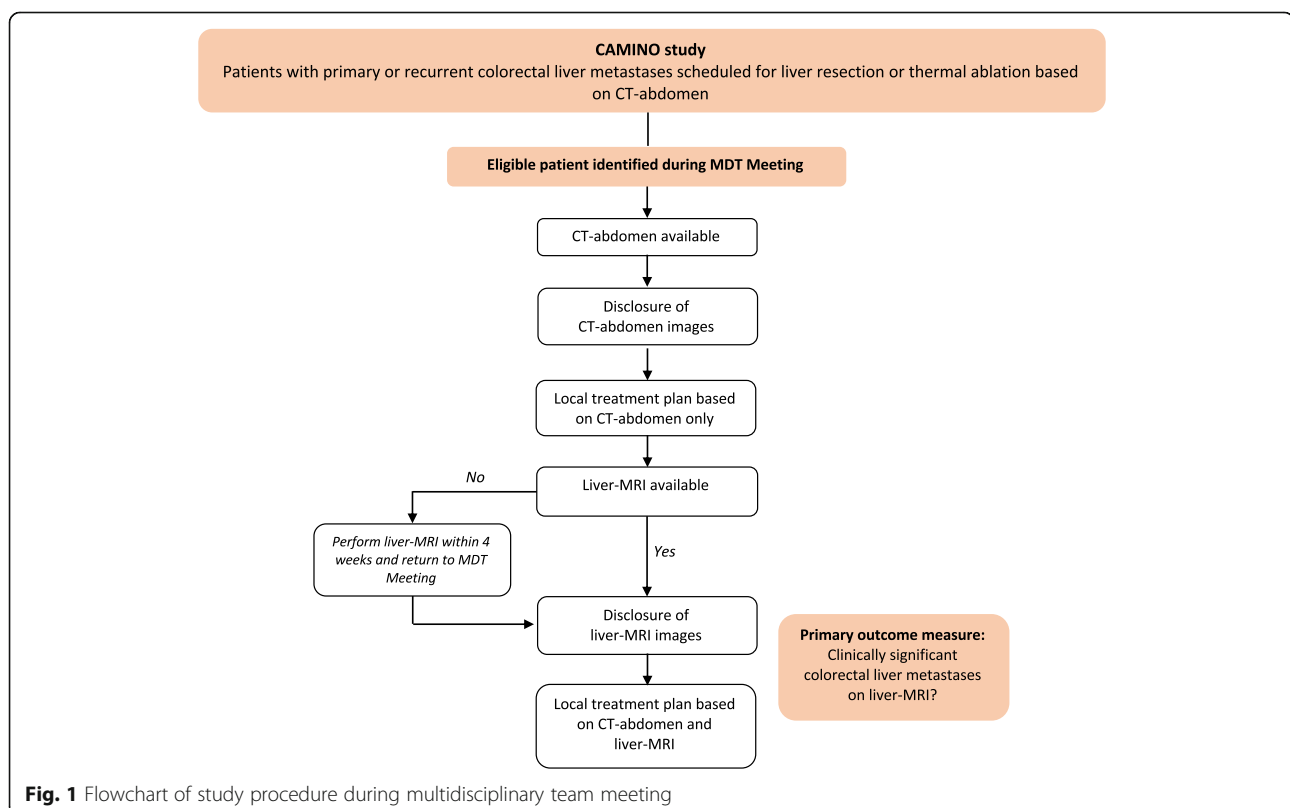 CAMINO study
Patients with primary or recurrent colorectal liver metastases scheduled for liver resection or thermal ablation based
on CT-abdomen
Eligible patient identified during MDT Meeting
CT-abdomen available
Disclosure of
CT-abdomen images
Local treatment plan based
on CT-abdomen only
Liver-MRI available
No
Perform liver-MRI within 4
weeks and return to MDT
Meeting
Yes
Disclosure of
liver-MRI images
Primary outcome measure:
Clinically significant
colorectal liver metastases
on liver-MRI?
Local treatment plan based
on CT-abdomen and
liver-MRI
Fig. 1 Flowchart of study procedure during multidisciplinary team meeting